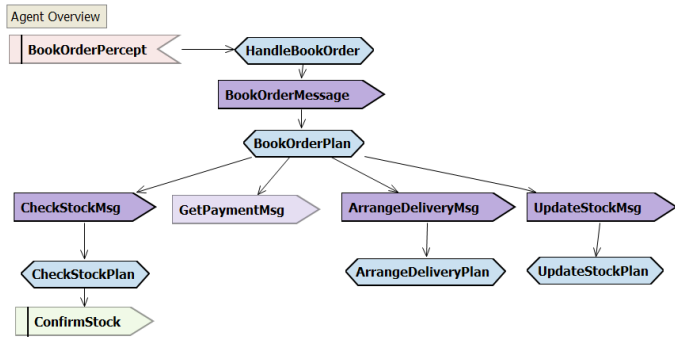 Agent Overview
BookOrderPercept
HandleBookOrder
BookOrderMessage
BookOrderPlan
CheckStockMsg
GetPaymentMsg
ArrangeDeliveryMsg
UpdateStockMsg
CheckStockPlan
ArrangeDeliveryPlan
UpdateStockPlan
ConfirmStock